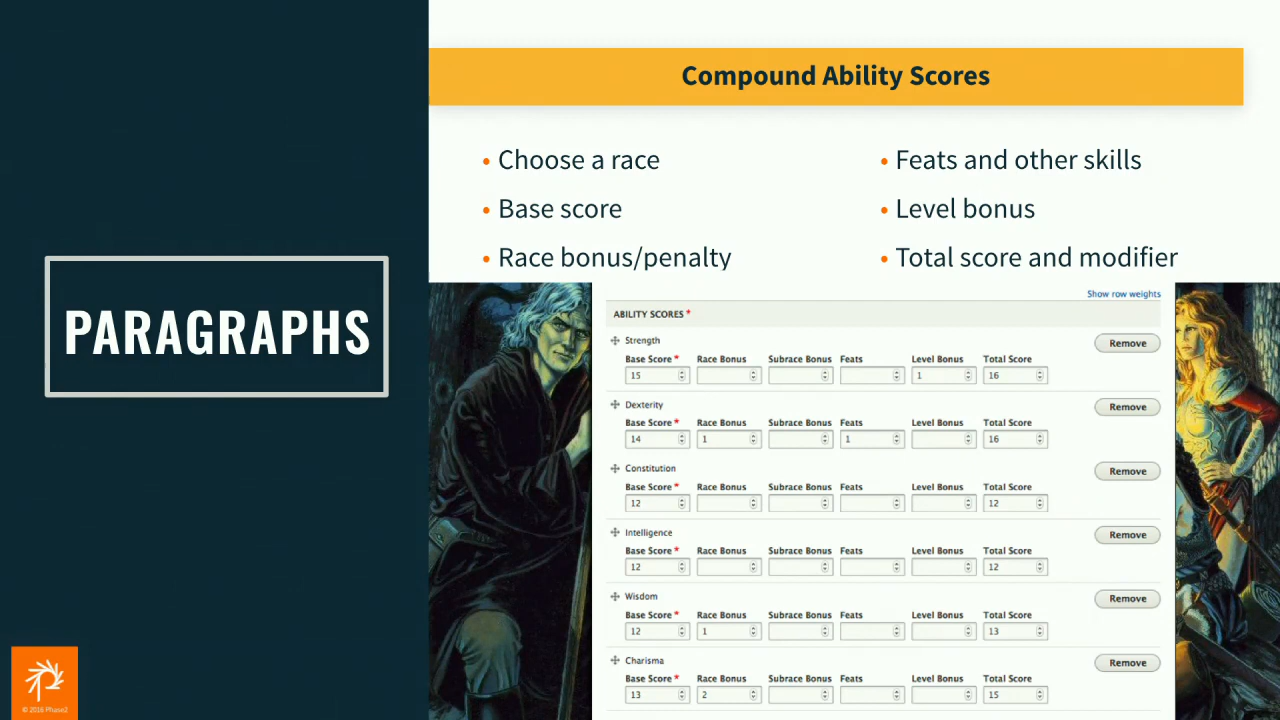 PARAGRAPHS
© 2016 Phase2
Compound Ability Scores
• Choose a race
• Base score
• Race bonus/penalty
• Feats and other skills
• Level bonus
• Total score and modifier
Show row weights
ABILITY SCORES *
Strength
Remove
Base Score * Race Bonus Subrace Bonus Feats Level Bonus Total Score
15 1 16
Dexterity
Remove
Base Score * Race Bonus Subrace Bonus Feats Level Bonus Total Score
14 1 1 16
Constitution
Remove
Base Score * Race Bonus Subrace Bonus Feats Level Bonus Total Score
12 12
Intelligence
Remove
Base Score * Race Bonus Subrace Bonus Feats Level Bonus Total Score
12 12
Wisdom
Remove
Base Score * Race Bonus Subrace Bonus Feats Level Bonus Total Score
12 1 13
Charisma
Remove
Base Score * Race Bonus Subrace Bonus Feats Level Bonus Total Score
13 2 15